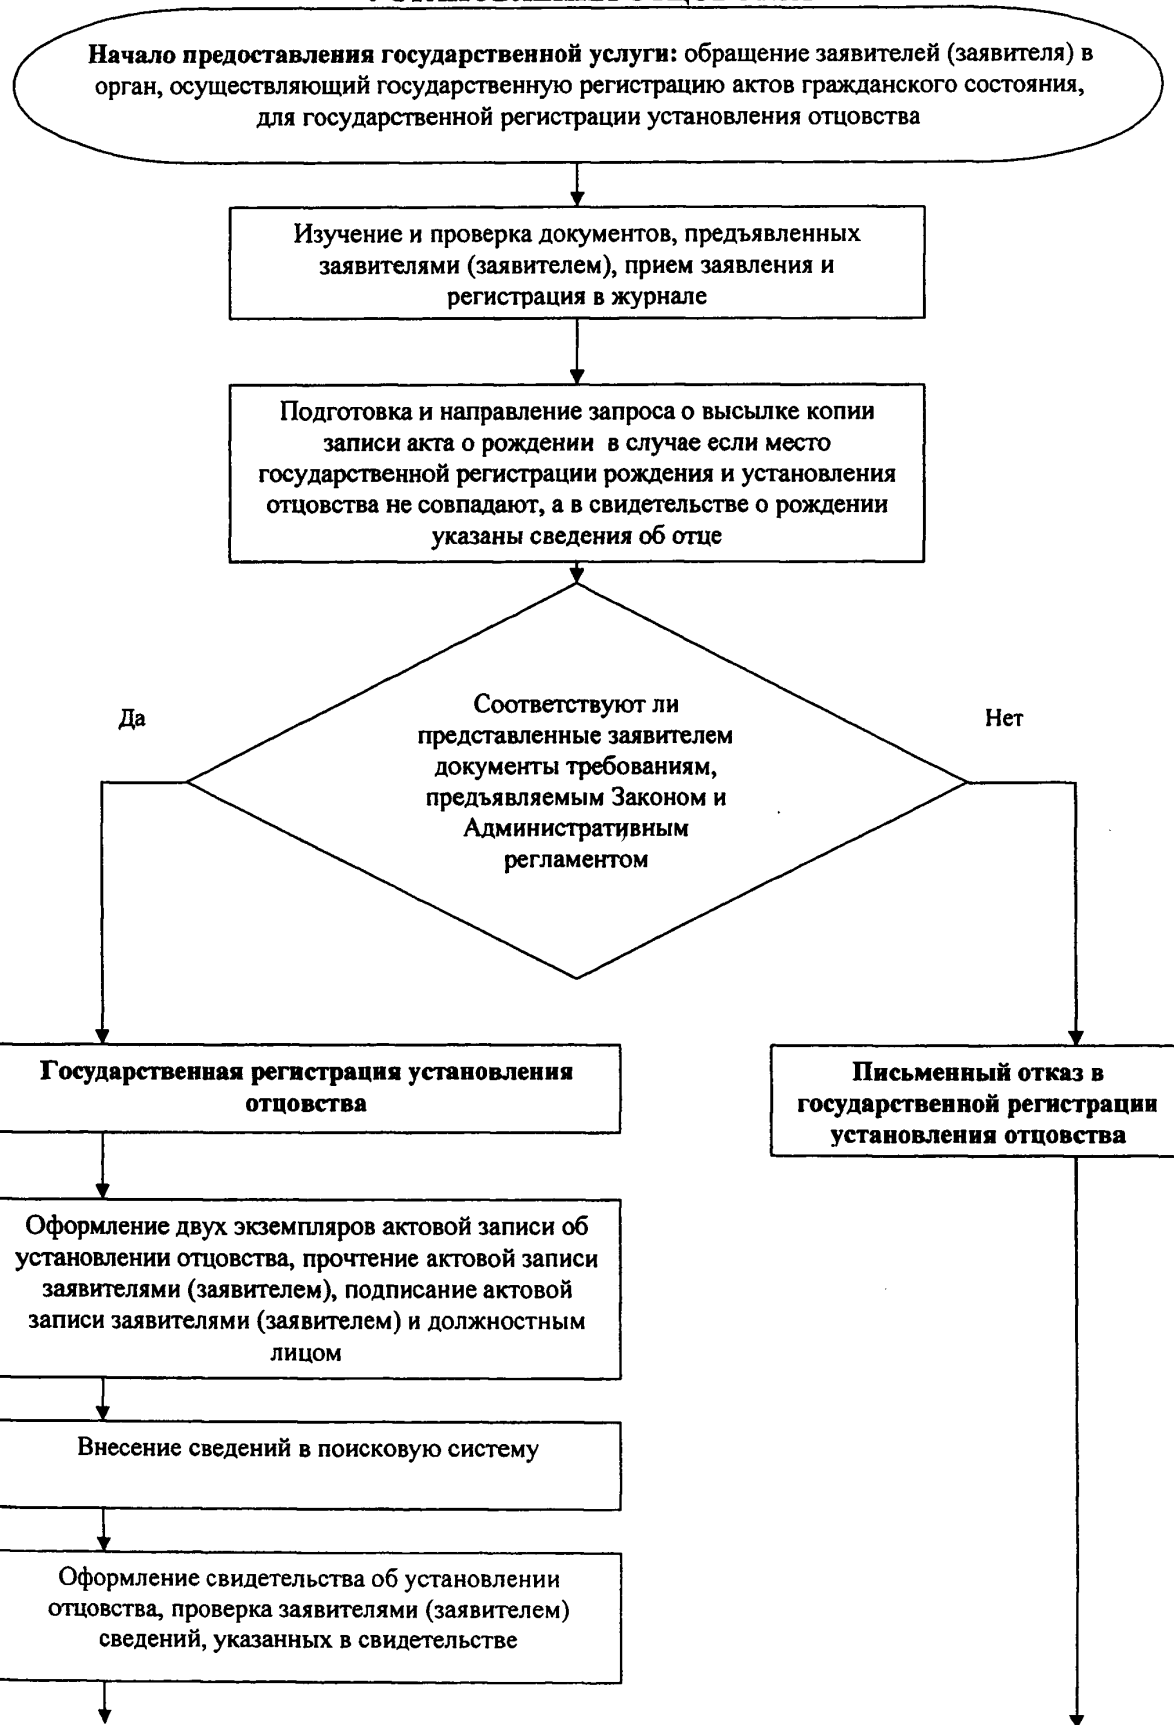 Начало предоставления государственной услуги: обращение заявителей (заявителя) в
орган, осуществляющий государственную регистрацию актов гражданского состояния,
для государственной регистрации установления отцовства
Изучение и проверка документов, предъявленных
заявителями (заявителем), прием заявления и
регистрация в журнале
Подготовка и направление запроса о высылке копии
записи акта о рождении в случае если место
государственной регистрации рождения и установления
отцовства не совпадают, а в свидетельстве о рождении
указаны сведения об отце
Да
Соответствуют ли
представленные заявителем
документы требованиям,
предъявляемым Законом и
Административным
регламентом
Нет
Государственная регистрация установления
отцовства
Письменный отказ в
государственной регистрации
установления отцовства
Оформление двух экземпляров актовой записи об
установлении отцовства, прочтение актовой записи
заявителями (заявителем), подписание актовой
записи заявителями (заявителем) и должностным
лицом
Внесение сведений в поисковую систему
Оформление свидетельства об установлении
отцовства, проверка заявителями (заявителем)
сведений, указанных в свидетельстве